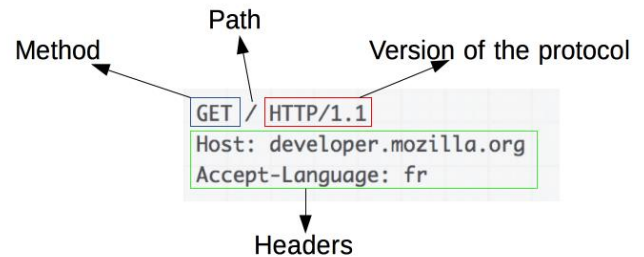 Path
Method
Version of the protocol
GET / HTTP/1.1
Host: developer.mozilla.org
Accept-Language: fr
Headers